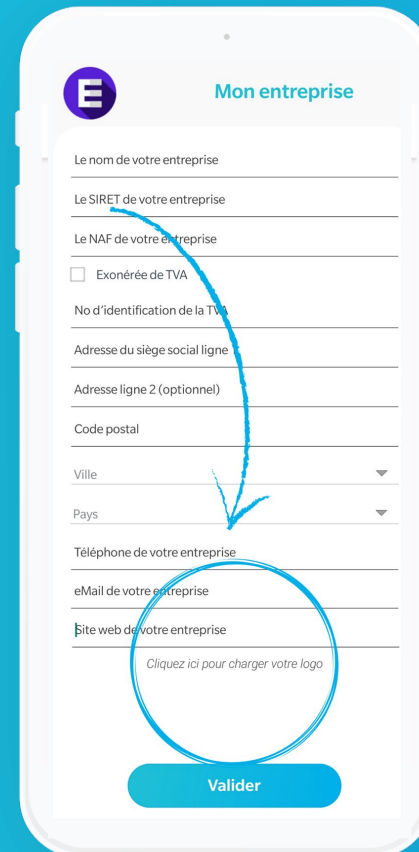 E
Mon entreprise
Le nom de votre entreprise
Le SIRET de votre entreprise
Le NAF de votre entreprise
Exonérée de TVA
No d'identification de la TVA
Adresse du siège social ligne
Adresse ligne 2 (optionnel)
Code postal
Ville
Pays
Téléphone de votre entreprise
eMail de votre entreprise
Site web de votre entreprise
Cliquez ici pour charger votre logo
Valider